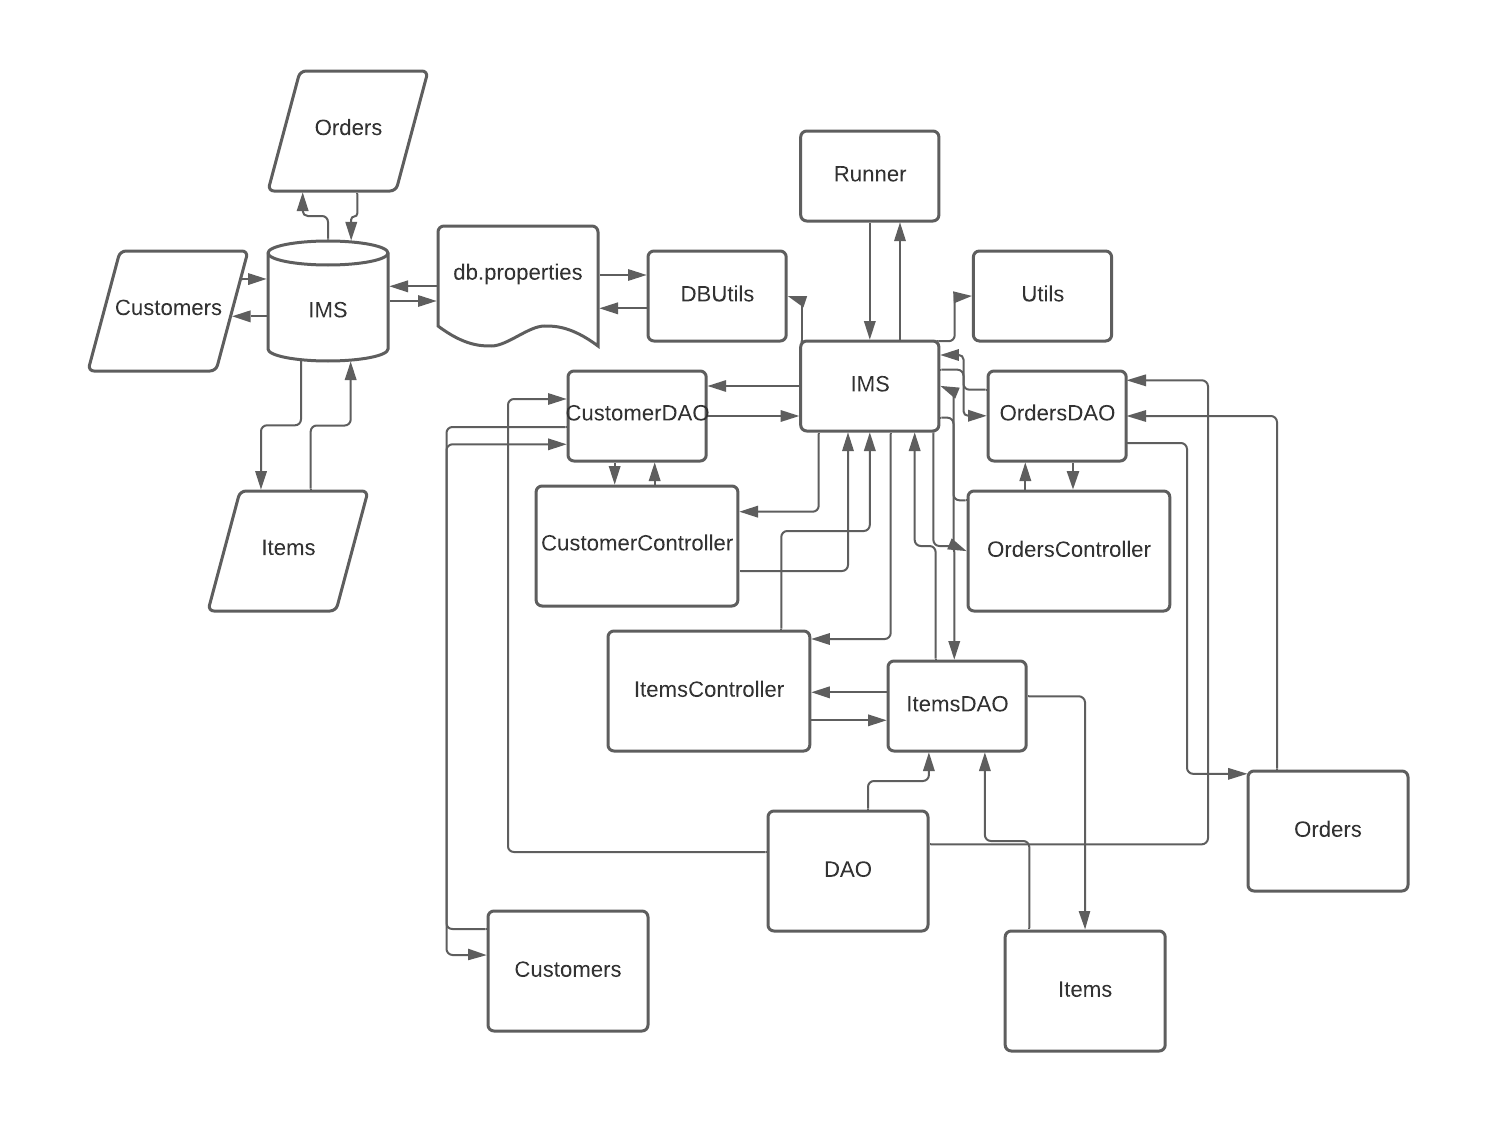 Orders
Runner
db.properties
DBUtils
Utils
Customers
IMS
IMS
CustomerDAO
OrdersDAO
Items
CustomerController
OrdersController
ItemsController
ItemsDAO
Orders
DAO
Customers
Items